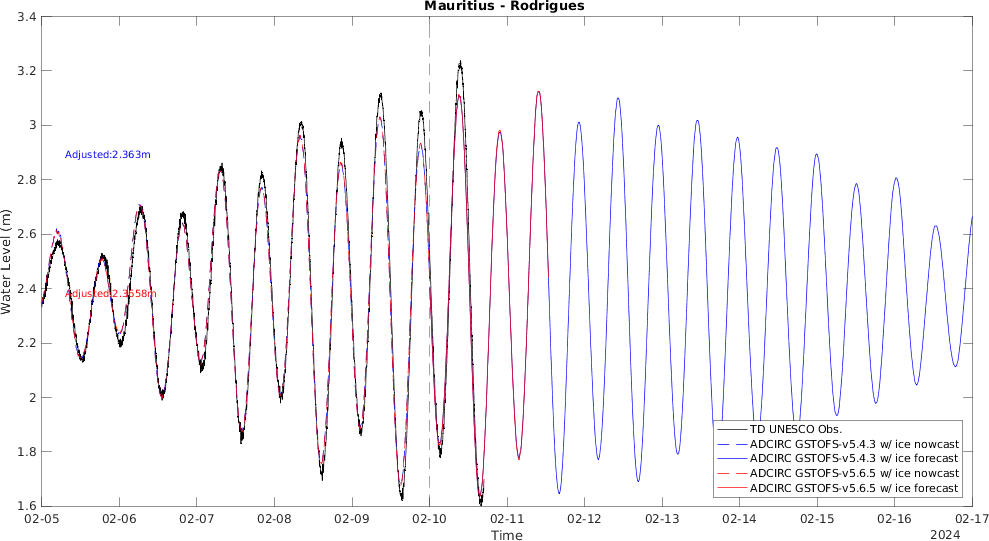 Mauritius - Rodrigues
3.4
3.2
3
2.8
2.6
2.4
2.2
2
1.8
1.6
Water Level (m)
Adjusted:2.363m
Adjusted:2.3558m
TD UNESCO Obs.
ADCIRC GSTOFS-v5.4.3 w/ ice nowcast
ADCIRC GSTOFS-v5.4.3 w/ ice forecast
ADCIRC GSTOFS-v5.6.5 w/ ice nowcast
ADCIRC GSTOFS-v5.6.5 w/ ice forecast
02-05 02-06 02-07 02-08 02-09 02-10 02-11 02-12 02-13 02-14 02-15 02-16 02-17
Time
2024